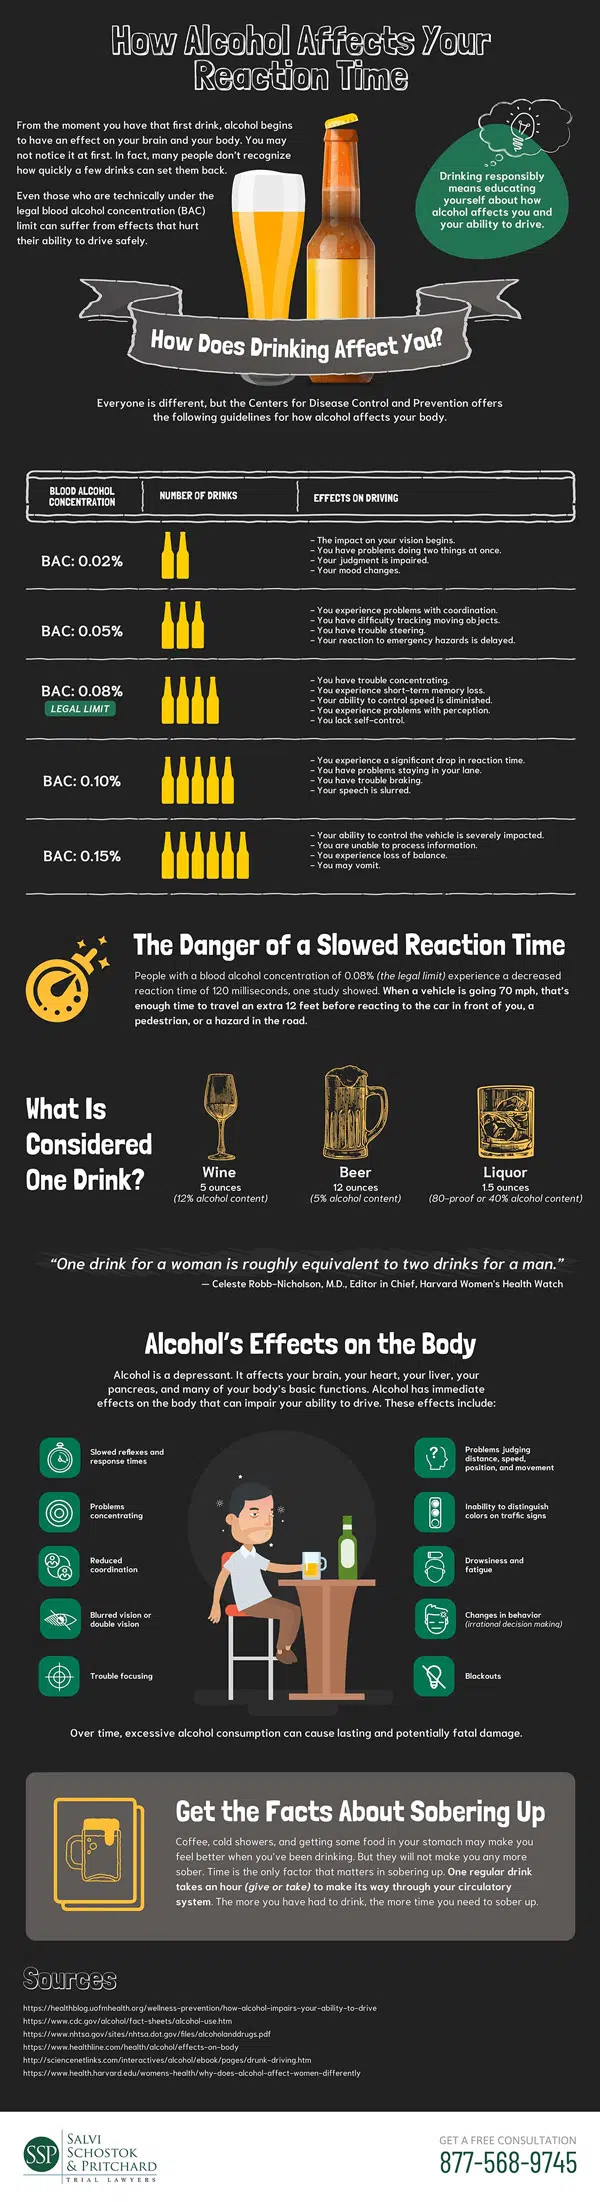 How Alcohol Affects Your
Reaction Time
From the moment you have that first drink, alcohol begins
to have an effect on your brain and your body. You may
not notice it at first. In fact, many people don't recognize
how quickly a few drinks can set them back.
Even those who are technically under the
legal blood alcohol concentration (BAC)
limit can suffer from effects that hurt
their ability to drive safely.
Drinking responsibly
means educating
yourself about how
alcohol affects you and
your ability to drive.
How Does Drinking Affect You?
Everyone is different, but the Centers for Disease Control and Prevention offers
the following guidelines for how alcohol affects your body.
BLOOD ALCOHOL
CONCENTRATION
NUMBER OF DRINKS
EFFECTS ON DRIVING
BAC: 0.02%
– The impact on your vision begins.
– You have problems doing two things at once.
– Your judgment is impaired.
– Your mood changes.
BAC: 0.05%
– You experience problems with coordination.
– You have difficulty tracking moving objects.
– You have trouble steering.
– Your reaction to emergency hazards is delayed.
BAC: 0.08%
LEGAL LIMIT
– You have trouble concentrating.
– You experience short-term memory loss.
– Your ability to control speed is diminished.
– You experience problems with perception.
– You lack self-control.
BAC: 0.10%
– You experience a significant drop in reaction time.
– You have problems staying in your lane.
– You have trouble braking.
– Your speech is slurred.
BAC: 0.15%
– Your ability to control the vehicle is severely impacted.
– You are unable to process information.
– You experience loss of balance.
– You may vomit.
The Danger of a Slowed Reaction Time
People with a blood alcohol concentration of 0.08% (the legal limit) experience a decreased
reaction time of 120 milliseconds, one study showed. When a vehicle is going 70 mph, that's
enough time to travel an extra 12 feet before reacting to the car in front of you, a
pedestrian, or a hazard in the road.
What Is
Considered
One Drink?
Wine
5 ounces
(12% alcohol content)
Beer
12 ounces
(5% alcohol content)
Liquor
1.5 ounces
(80-proof or 40% alcohol content)
“One drink for a woman is roughly equivalent to two drinks for a man.”
— Celeste Robb-Nicholson, M.D., Editor in Chief, Harvard Women's Health Watch
Alcohol's Effects on the Body
Alcohol is a depressant. It affects your brain, your heart, your liver, your
pancreas, and many of your body's basic functions. Alcohol has immediate
effects on the body that can impair your ability to drive. These effects include:
Slowed reflexes and
response times
Problems
concentrating
Reduced
coordination
Blurred vision or
double vision
Trouble focusing
?
Problems judging
distance, speed,
position, and movement
Inability to distinguish
colors on traffic signs
Drowsiness and
fatigue
Changes in behavior
(irrational decision making)
Blackouts
Over time, excessive alcohol consumption can cause lasting and potentially fatal damage.
Get the Facts About Sobering Up
Coffee, cold showers, and getting some food in your stomach may make you
feel better when you've been drinking. But they will not make you any more
sober. Time is the only factor that matters in sobering up. One regular drink
takes an hour (give or take) to make its way through your circulatory
system. The more you have had to drink, the more time you need to sober up.
Sources
https://healthblog.uofmhealth.org/wellness-prevention/how-alcohol-impairs-your-ability-to-drive
https://www.cdc.gov/alcohol/fact-sheets/alcohol-use.htm
https://www.nhtsa.gov/sites/nhtsa.dot.gov/files/alcoholanddrugs.pdf
https://www.healthline.com/health/alcohol/effects-on-body
http://sciencenetlinks.com/interactives/alcohol/ebook/pages/drunk-driving.htm
https://www.health.harvard.edu/womens-health/why-does-alcohol-affect-women-differently
SSP
SALVI
SCHOSTOK
& PRITCHARD
TRIAL LAWYERS
GET A FREE CONSULTATION
877-568-9745